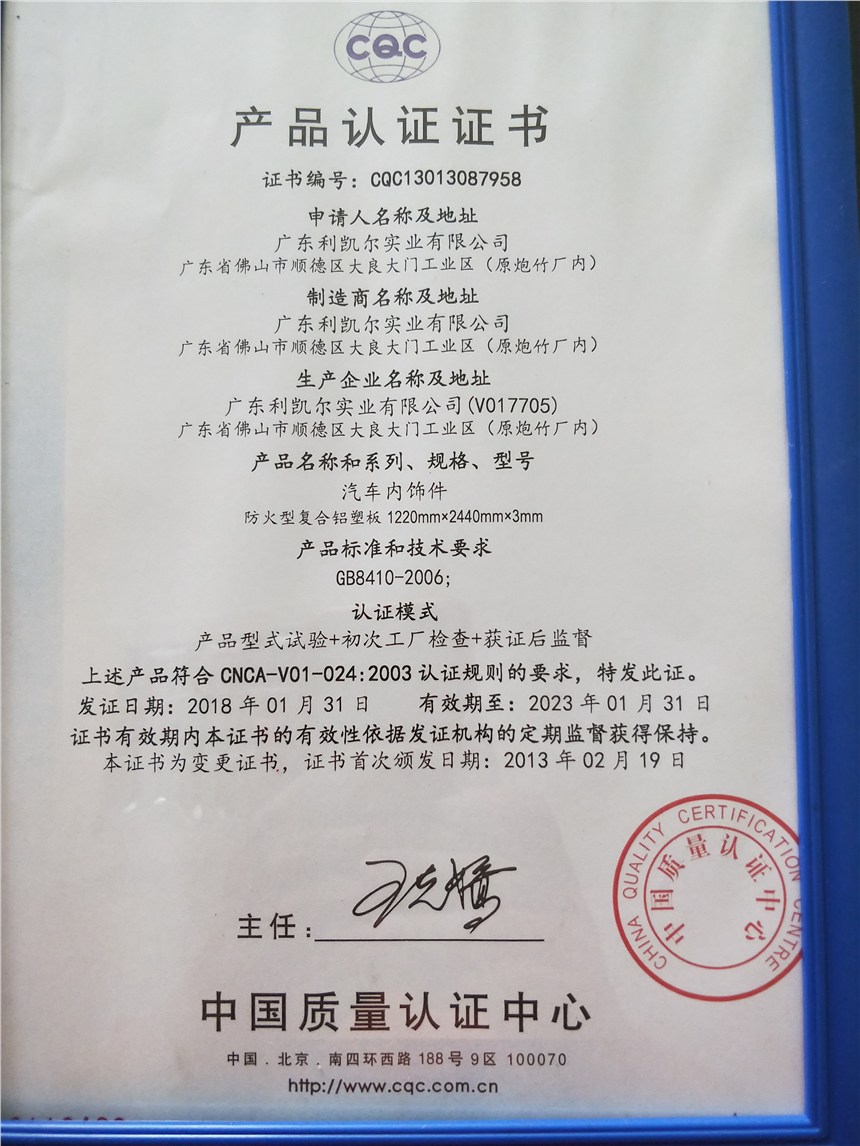 CQC
产品认证证书
证书编号：CQC13013087958
申请人名称及地址
广东利凯尔实业有限公司
广东省佛山市顺德区大良大门工业区（原炮竹厂内）
制造商名称及地址
广东利凯尔实业有限公司
广东省佛山市顺德区大良大门工业区（原炮竹厂内）
生产企业名称及地址
广东利凯尔实业有限公司(V017705)
广东省佛山市顺德区大良大门工业区（原炮竹厂内）
产品名称和系列、规格、型号
汽车内饰件
防火型复合铝塑板 1220mm×2440mm×3mm
产品标准和技术要求
GB8410-2006;
认证模式
产品型式试验+初次工厂检查+获证后监督
上述产品符合 CNCA-V01-024:2003 认证规则的要求，特发此证。
发证日期：2018 年 01 月 31 日 有效期至：2023 年 01 月 31 日
证书有效期内本证书的有效性依据发证机构的定期监督获得保持。
本证书为变更证书，证书首次颁发日期：2013 年 02 月 19 日
CHINA QUALITY CERTIFICATION CENTRE
中国质量认证中心
主任：
中国质量认证中心
中国．北京．南四环西路 188 号 9 区 100070
http://www.cqc.com.cn